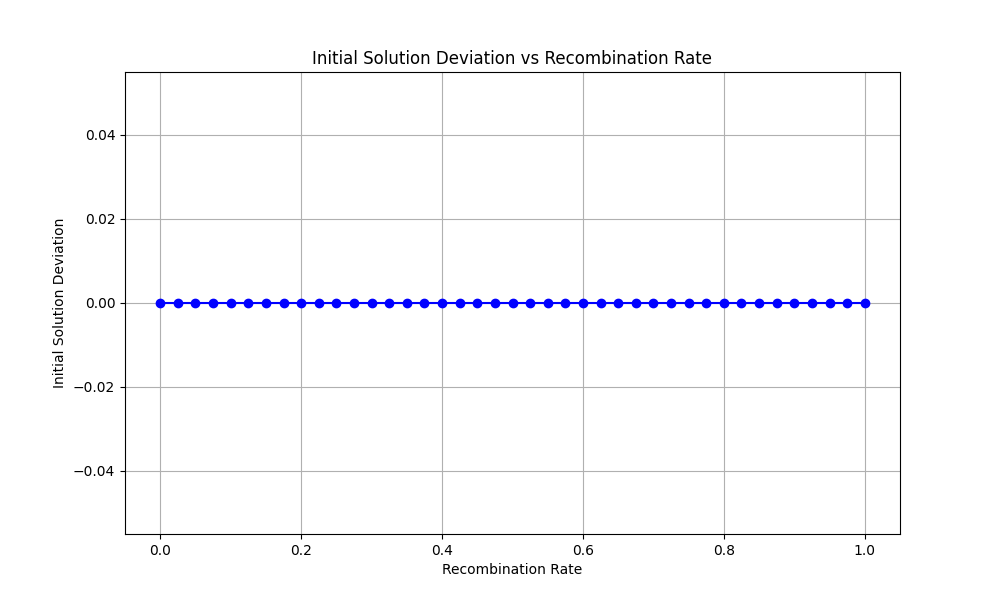 Initial Solution Deviation vs Recombination Rate
Initial Solution Deviation
0.04
0.02
0.00
−0.02
−0.04
0.0 0.2 0.4 0.6 0.8 1.0
Recombination Rate